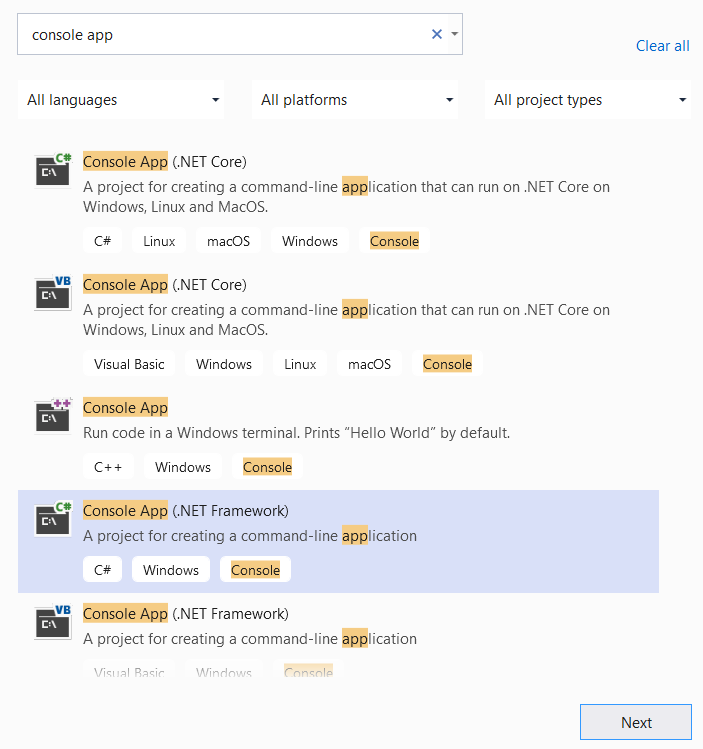 console app
Clear all
All languages
All platforms
All project types
C#
Console App (.NET Core)
A project for creating a command-line application that can run on .NET Core on
Windows, Linux and MacOS.
C# Linux macOS Windows Console
VB
Console App (.NET Core)
A project for creating a command-line application that can run on .NET Core on
Windows, Linux and MacOS.
Visual Basic Windows Linux macOS Console
++
Console App
Run code in a Windows terminal. Prints "Hello World" by default.
C++ Windows Console
C#
Console App (.NET Framework)
A project for creating a command-line application
C# Windows Console
VB
Console App (.NET Framework)
A project for creating a command-line application
Visual Basic Windows Console
Next